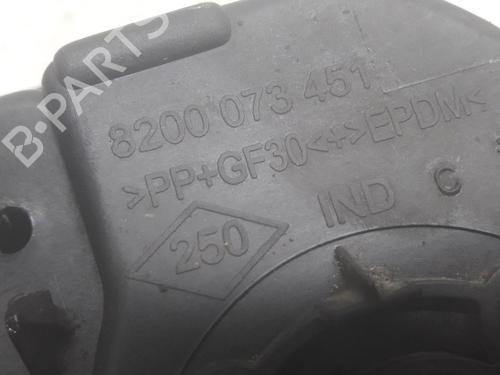 B-PARTS
8200 073 451
>PP+GF30<+>EPDM<
250 IND C